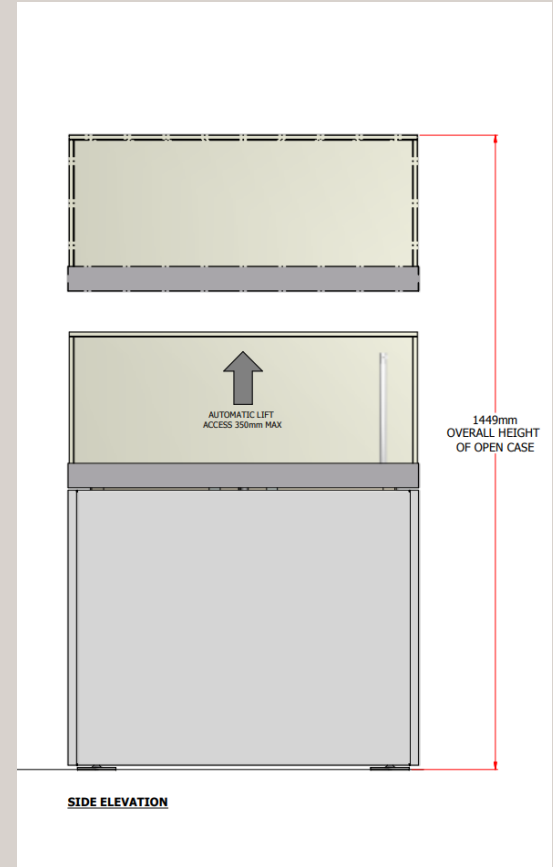 AUTOMATIC LIFT
ACCESS 350mm MAX
1449mm
OVERALL HEIGHT
OF OPEN CASE
SIDE ELEVATION